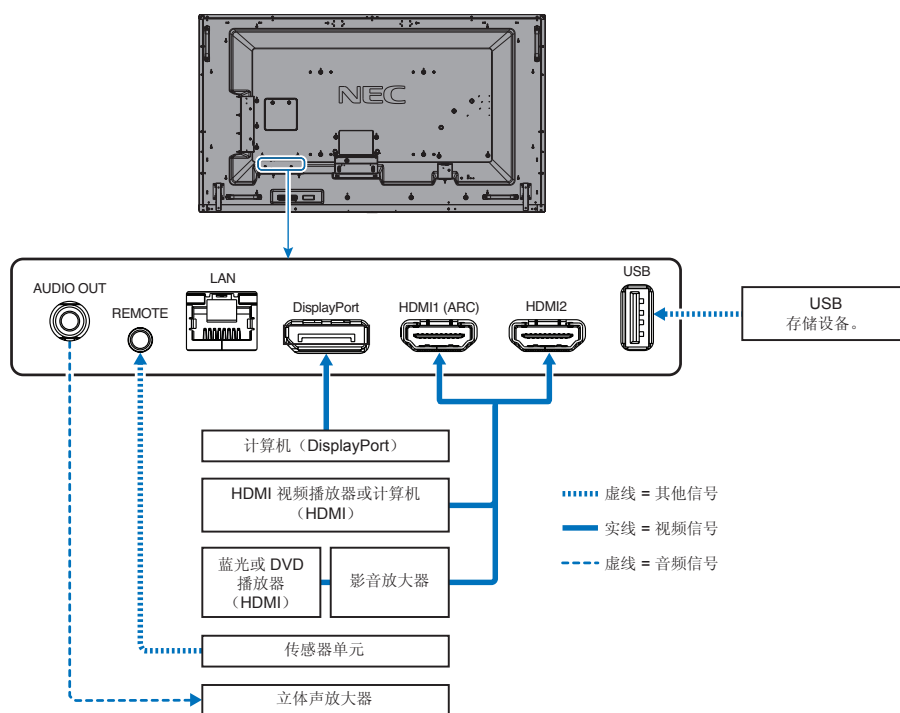 NEC
AUDIO OUT
REMOTE
LAN
DisplayPort
HDMI1 (ARC)
HDMI2
USB
USB
存储设备。
计算机（DisplayPort）
HDMI 视频播放器或计算机
（HDMI）
蓝光或 DVD
播放器
（HDMI）
影音放大器
传感器单元
立体声放大器
虚线 = 其他信号
实线 = 视频信号
虚线 = 音频信号